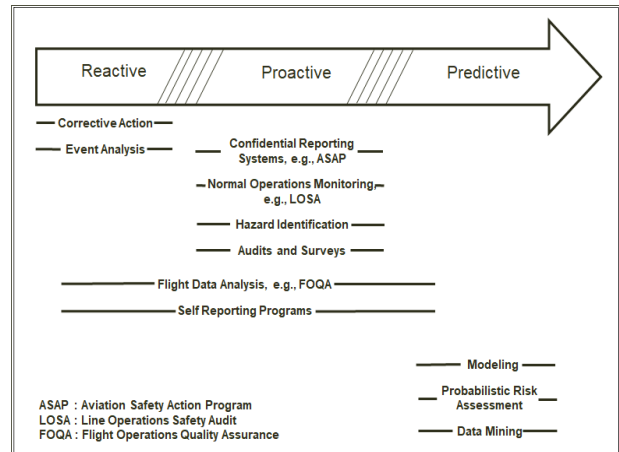 Reactive Proactive Predictive
Corrective Action
Event Analysis
Confidential Reporting
Systems, e.g., ASAP
Normal Operations Monitoring,
e.g., LOSA
Hazard Identification
Audits and Surveys
Flight Data Analysis, e.g., FOQA
Self Reporting Programs
Modeling
Probabilistic Risk
Assessment
Data Mining
ASAP : Aviation Safety Action Program
LOSA : Line Operations Safety Audit
FOQA : Flight Operations Quality Assurance